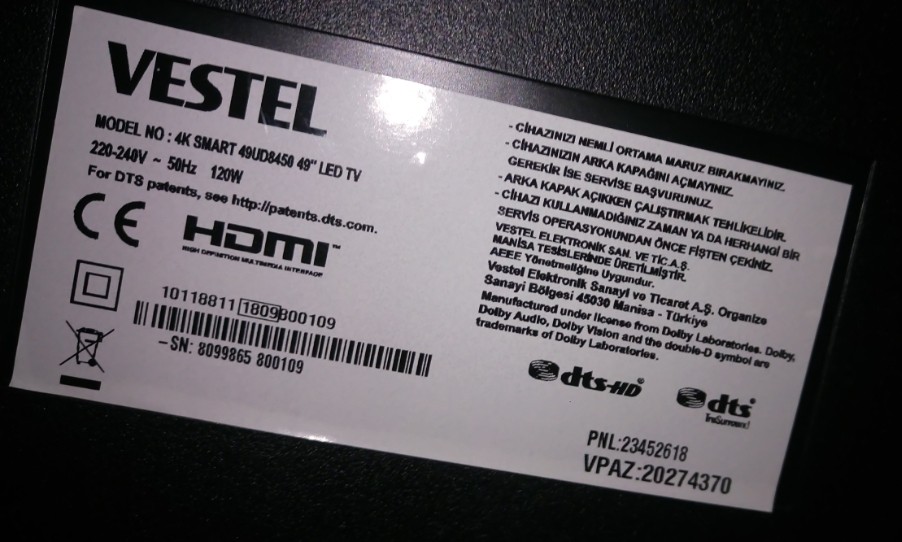 VESTEL
MODEL NO : 4K SMART 49UD8450 49" LED TV
220-240V ~ 50Hz 120W
For DTS patents, see http://patents.dts.com.
CE
HDMI™
HIGH DEFINITION MULTIMEDIA INTERFACE
10118811 1809800109
-SN: 8099865 800109
- CİHAZINIZI NEMLİ ORTAMA MARUZ BIRAKMAYINIZ.
- CİHAZINIZIN ARKA KAPAĞINI AÇMAYINIZ.
GEREKİR İSE SERVİSE BAŞVURUNUZ.
- ARKA KAPAK AÇIKKEN ÇALIŞTIRMAK TEHLİKELİDİR.
- CİHAZI KULLANMADIĞINIZ ZAMAN YA DA HERHANGİ BİR
SERVİS OPERASYONUNDAN ÖNCE FİŞTEN ÇEKİNİZ.
VESTEL ELEKTRONİK SAN. VE TİC.A.Ş.
MANİSA TESİSLERİNDE ÜRETİLMİŞTİR.
AEEE Yönetmeliğine Uygundur.
Vestel Elektronik Sanayi ve Ticaret A.Ş. Organize
Sanayi Bölgesi 45030 Manisa - Türkiye
Manufactured under license from Dolby Laboratories. Dolby,
Dolby Audio, Dolby Vision and the double-D symbol are
trademarks of Dolby Laboratories.
dts-HD®
dts®
TruSurround
PNL:23452618
VPAZ:20274370